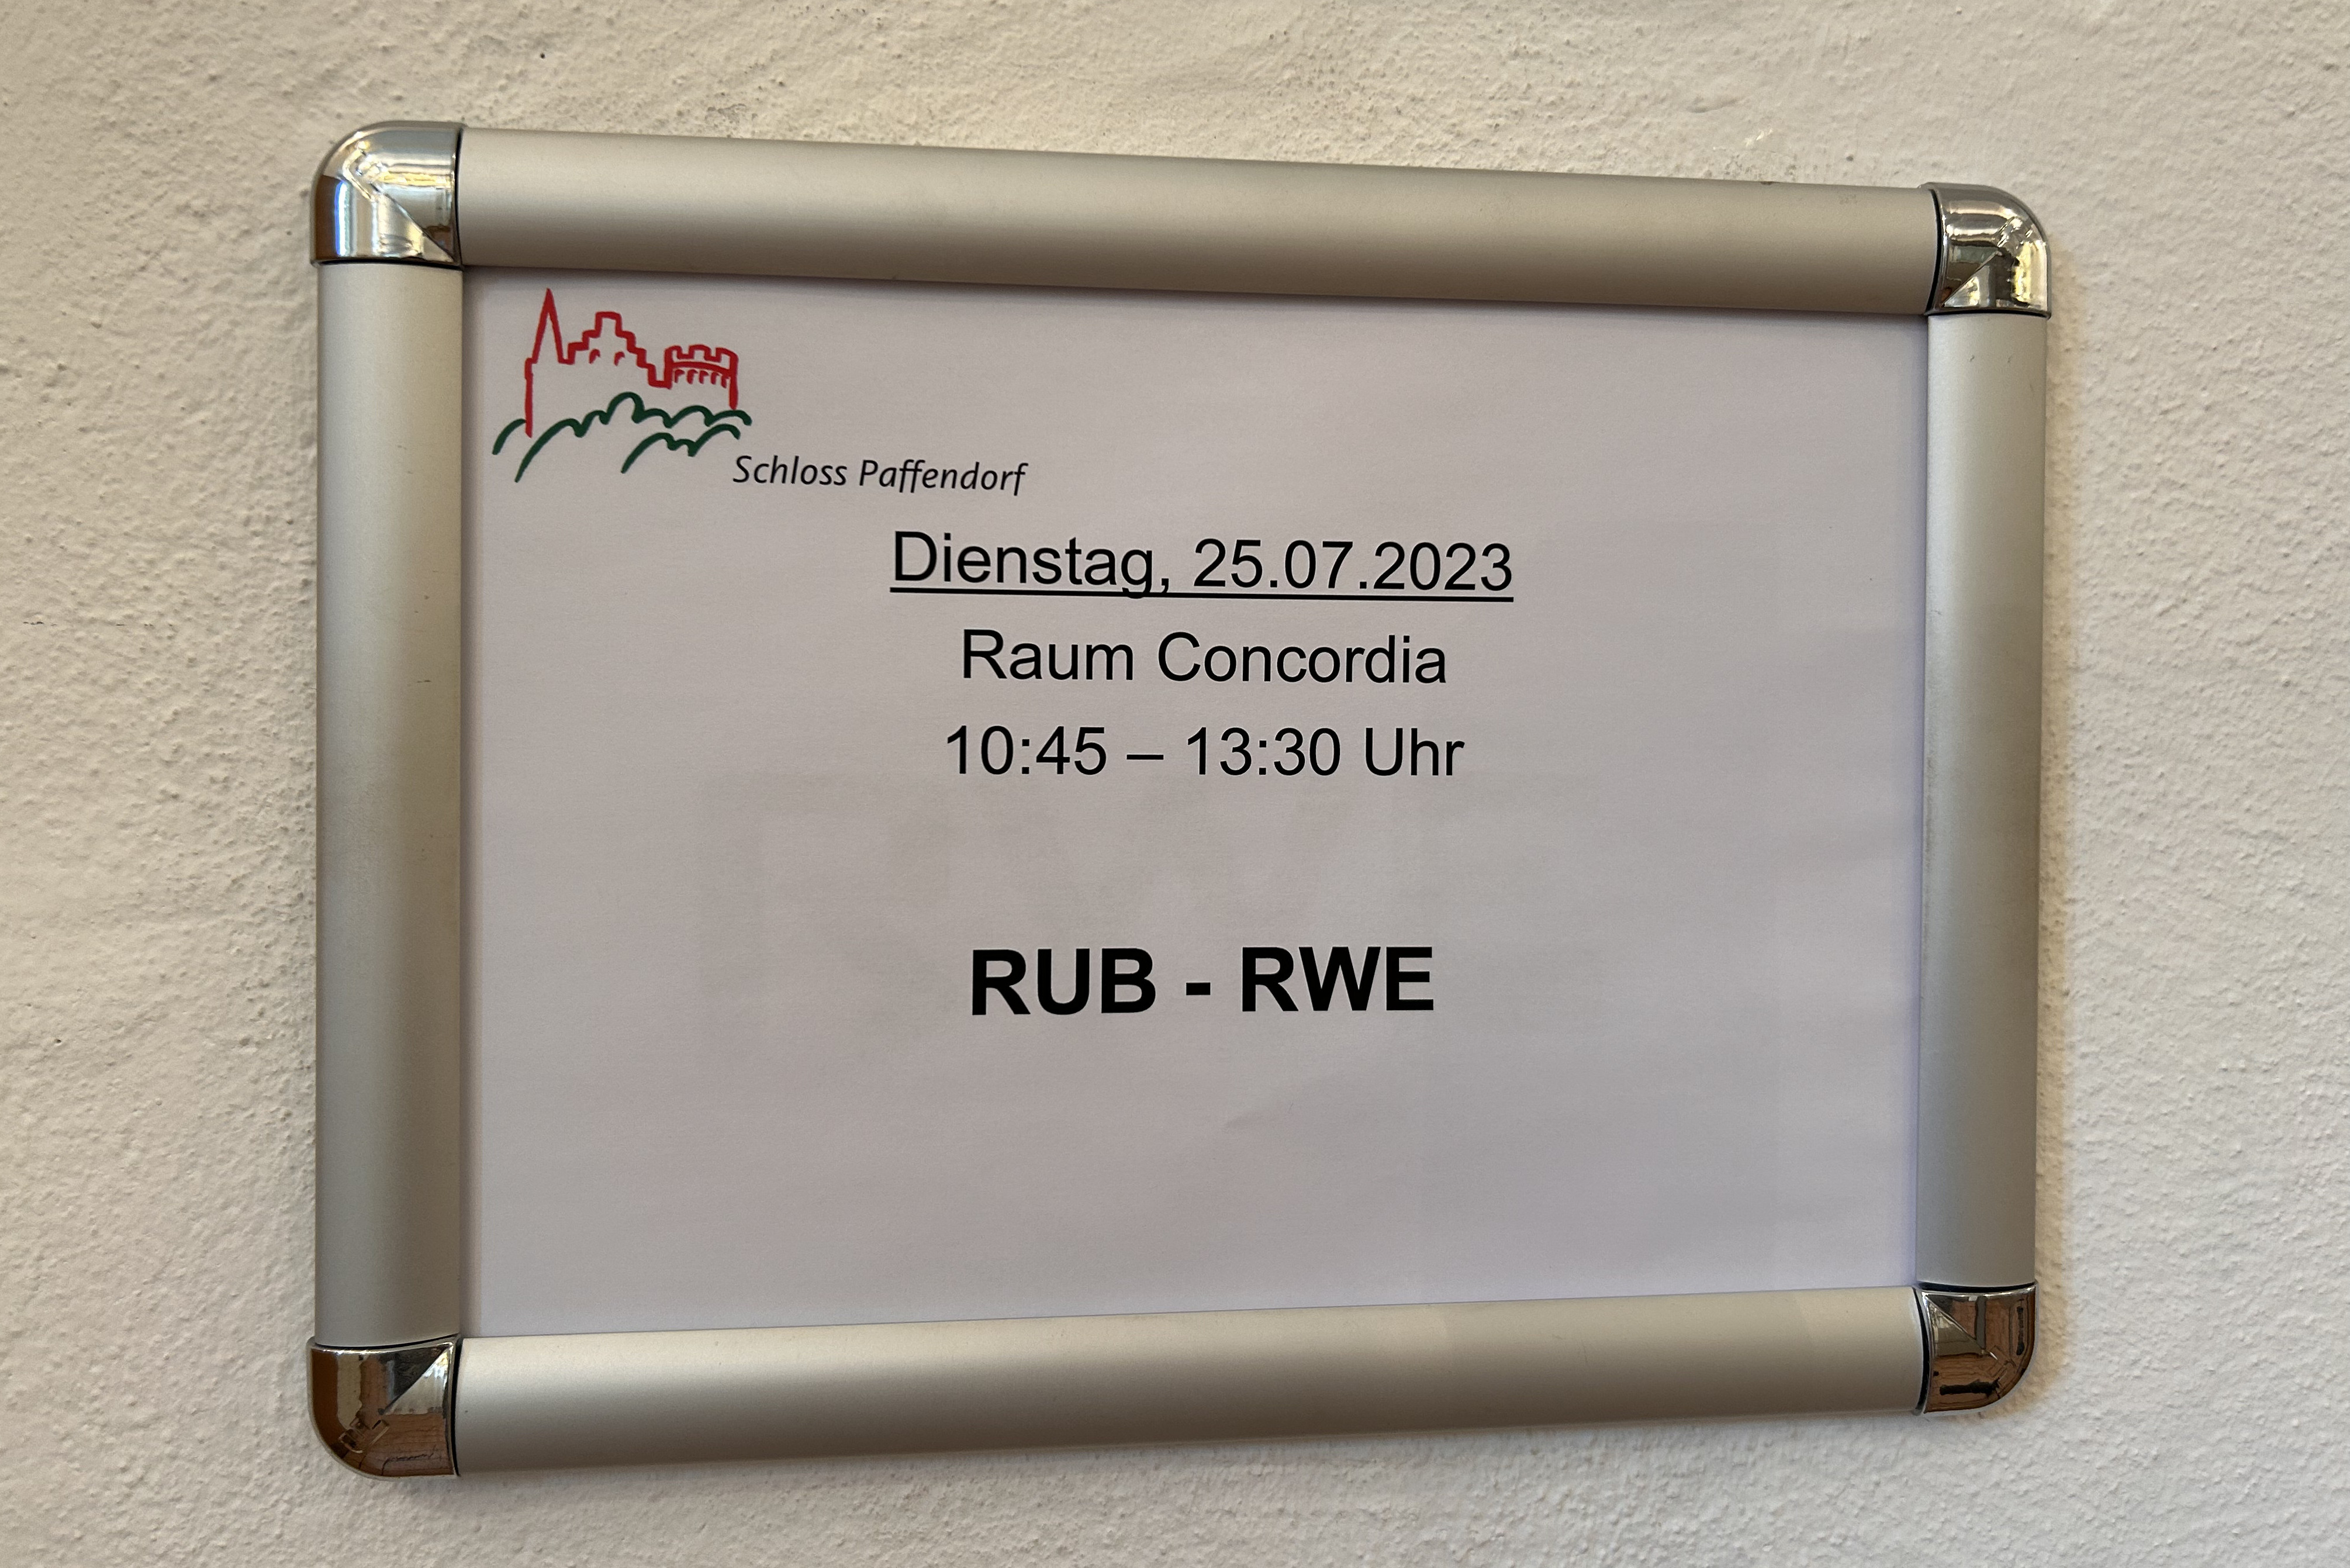 Schloss Paffendorf
Dienstag, 25.07.2023
Raum Concordia
10:45 – 13:30 Uhr
RUB - RWE